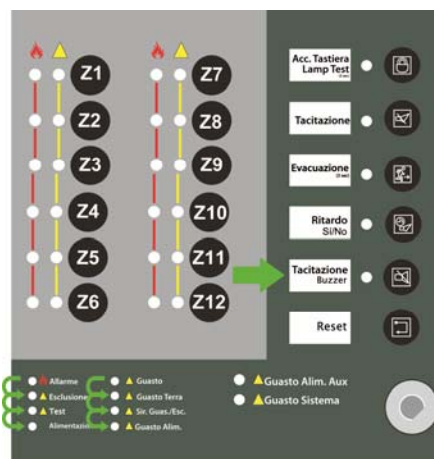 Z1
Z2
Z3
Z4
Z5
Z6
Z7
Z8
Z9
Z10
Z11
Z12
Acc. Tastiera
Lamp Test
Tacitazione
Evacuazione
Ritardo
Si/No
Tacitazione
Buzzer
Reset
Allarme
Esclusione
Test
Alimentazio
Guasto
Guasto Terra
Sir. Guas./Esc.
Guasto Alim.
Guasto Alim. Aux
Guasto Sistema